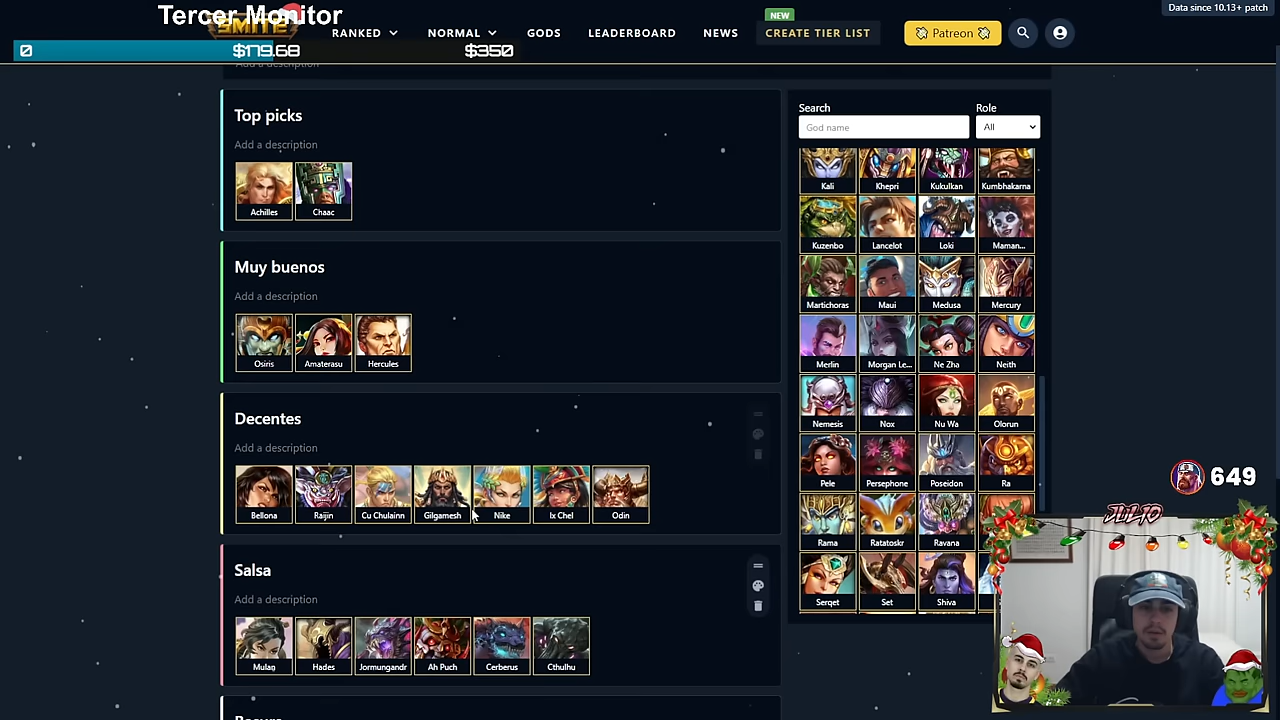 Data since 10.13+ patch
Tercer Monitor
SMITE
RANKED
NORMAL
GODS
LEADERBOARD
NEWS
NEW
CREATE TIER LIST
Patreon
0
$179.68
$350
Add a description
Top picks
Add a description
Achilles
Chaac
Muy buenos
Add a description
Osiris
Amaterasu
Hercules
Decentes
Add a description
Bellona
Raijin
Cu Chulainn
Gilgamesh
Nike
Ix Chel
Odin
Salsa
Add a description
Mulan
Hades
Jormungandr
Ah Puch
Cerberus
Cthulhu
Search
Role
God name
All
Kali
Khepri
Kukulkan
Kumbhakarna
Kuzenbo
Lancelot
Loki
Maman...
Martichoras
Maui
Medusa
Mercury
Merlin
Morgan Le...
Ne Zha
Neith
Nemesis
Nox
Nu Wa
Olorun
Pele
Persephone
Poseidon
Ra
Rama
Ratatoskr
Ravana
Serqet
Set
Shiva
649
JULIO